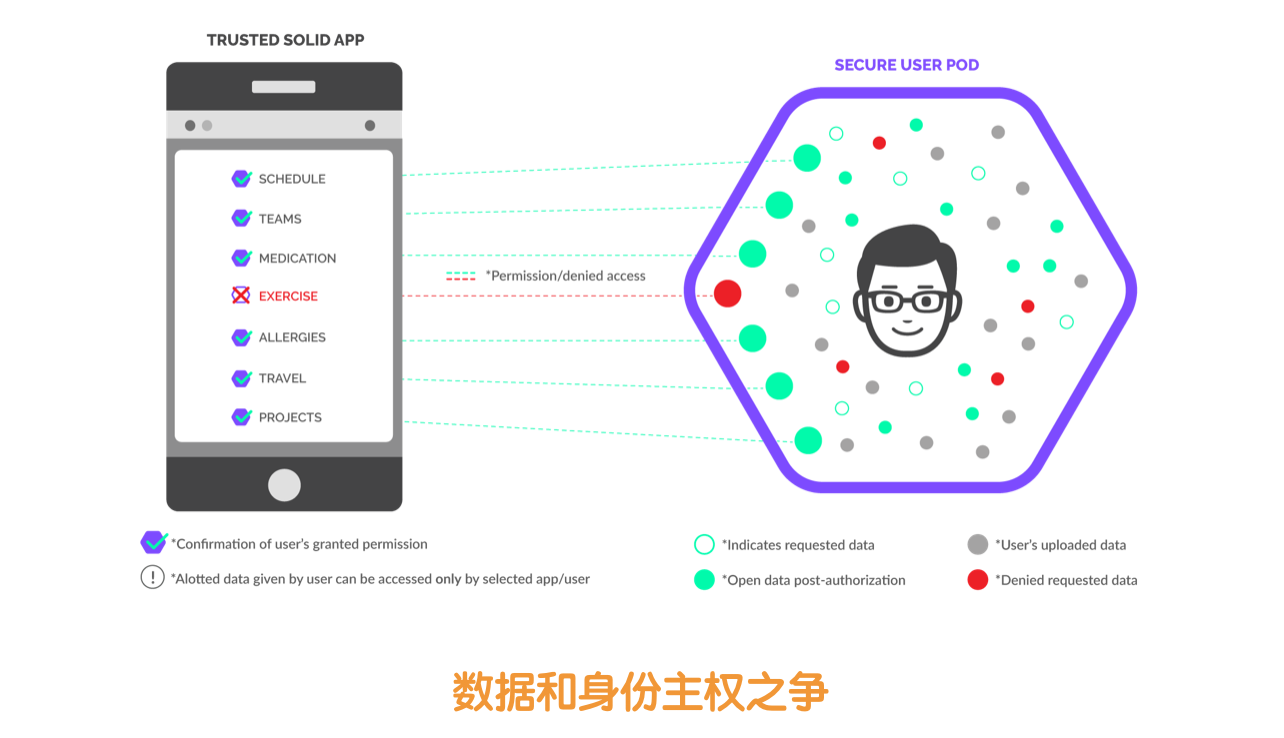 TRUSTED SOLID APP
SECURE USER POD
SCHEDULE
TEAMS
MEDICATION
EXERCISE
ALLERGIES
TRAVEL
PROJECTS
*Permission/denied access
*Confirmation of user's granted permission
*Alotted data given by user can be accessed only by selected app/user
*Indicates requested data
*User's uploaded data
*Open data post-authorization
*Denied requested data
数据和身份主权之争